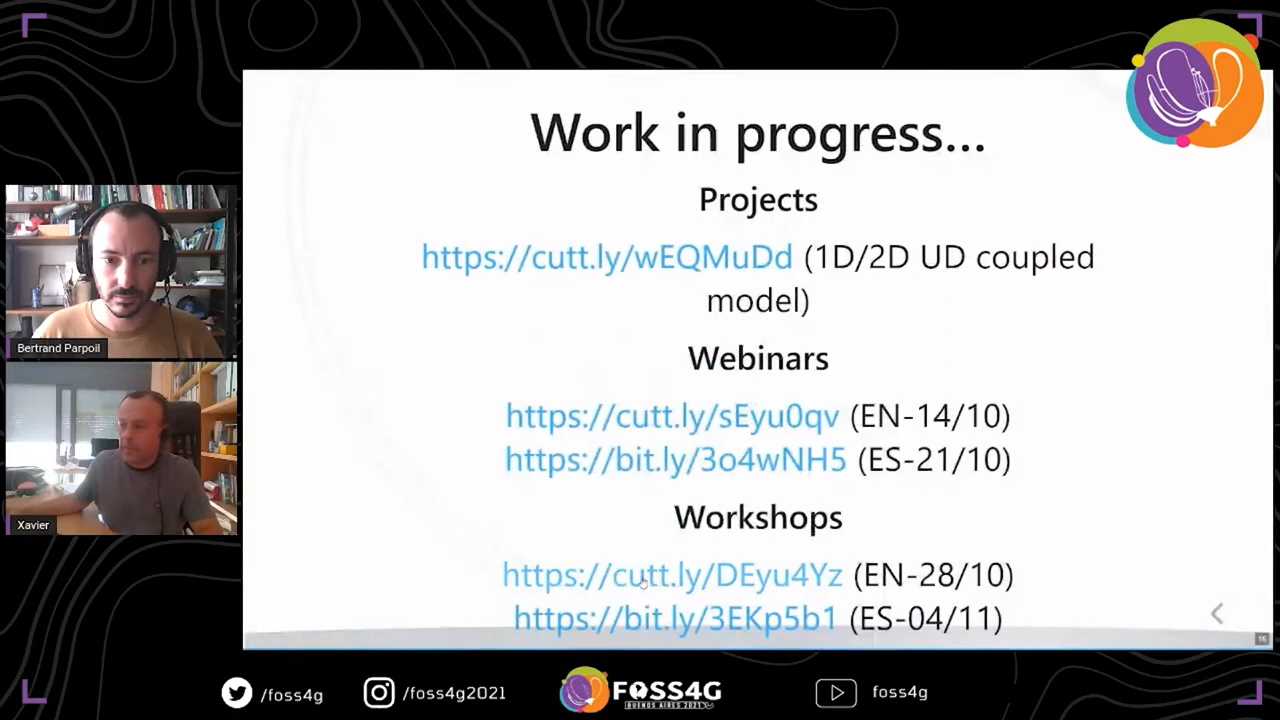 Work in progress...
Projects
https://cutt.ly/wEQMuDd (1D/2D UD coupled
model)
Webinars
https://cutt.ly/sEyu0qv (EN-14/10)
https://bit.ly/3o4wNH5 (ES-21/10)
Workshops
https://cutt.ly/DEyu4Yz (EN-28/10)
https://bit.ly/3EKp5b1 (ES-04/11)
16
Bertrand Parpoil
Xavier
/foss4g
/foss4g2021
FOSS4G
BUENOS AIRES 2021
foss4g